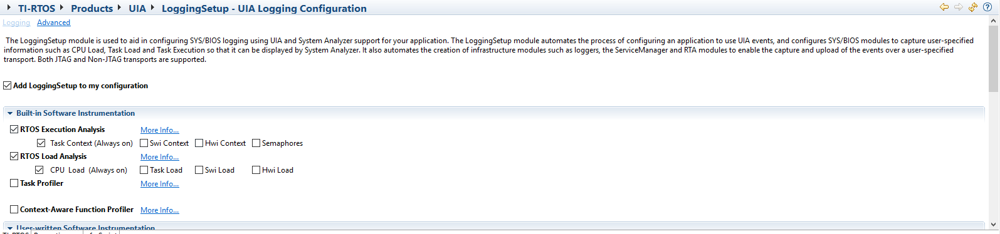 TI-RTOS Products UIA LoggingSetup - UIA Logging Configuration
Logging Advanced
The LoggingSetup module is used to aid in configuring SYS/BIOS logging using UIA and System Analyzer support for your application. The LoggingSetup module automates the process of configuring an application to use UIA events, and configures SYS/BIOS modules to capture user-specified
information such as CPU Load, Task Load and Task Execution so that it can be displayed by System Analyzer. It also automates the creation of infrastructure modules such as loggers, the ServiceManager and RTA modules to enable the capture and upload of the events over a user-specified
transport. Both JTAG and Non-JTAG transports are supported.
Add LoggingSetup to my configuration
Built-in Software Instrumentation
RTOS Execution Analysis More Info...
Task Context (Always on) Swi Context Hwi Context Semaphores
RTOS Load Analysis More Info...
CPU Load (Always on) Task Load Swi Load Hwi Load
Task Profiler More Info...
Context-Aware Function Profiler More Info...
User-written Software Instrumentation
TI-RTOS